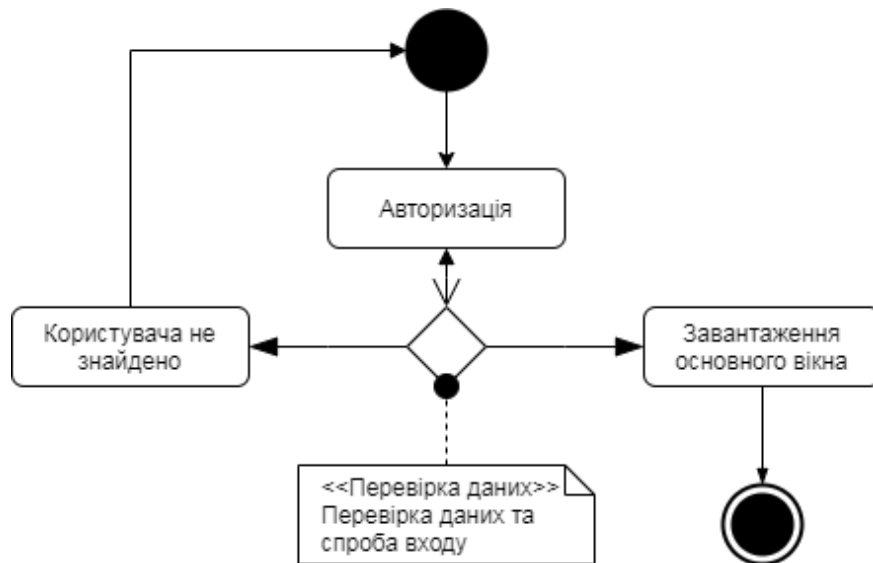 Авторизація
Користувача не
знайдено
Завантаження
основного вікна
<<Перевірка даних>>
Перевірка даних та
спроба входу